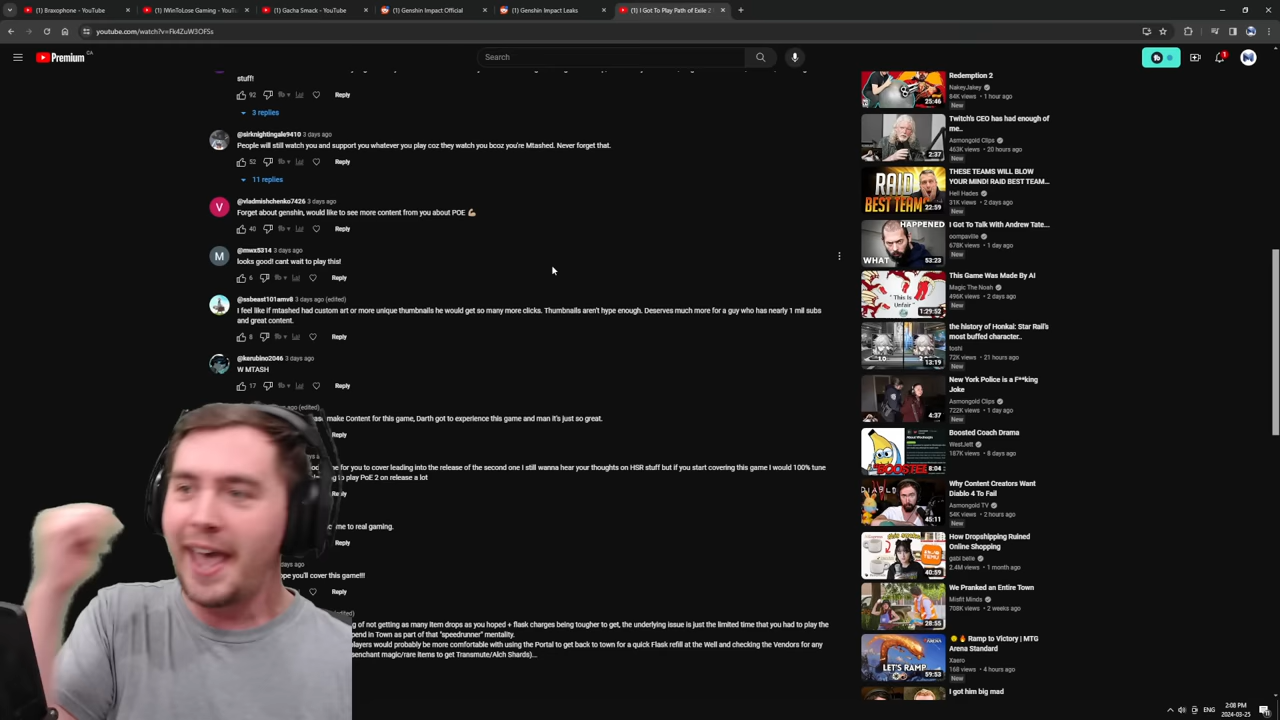 (1) Braxophone - YouTube
(1) IWinToLose Gaming - YouT
(1) Gacha Smack - YouTube
(1) Genshin Impact Official
(1) Genshin Impact Leaks
(1) I Got To Play Path of Exile 2
youtube.com/watch?v=Fk4ZuW3OFSs
Premium
CA
Search
1
stuff!
92
Reply
3 replies
@sirknightingale9410 3 days ago
People will still watch you and support you whatever you play coz they watch you bcoz you're Mtashed. Never forget that.
52
Reply
11 replies
V
@vladmishchenko7426 3 days ago
Forget about genshin, would like to see more content from you about POE 💪🏼
40
Reply
M
@mwx5314 3 days ago
looks good! cant wait to play this!
6
Reply
@ssbeast101amv8 3 days ago (edited)
I feel like if mtashed had custom art or more unique thumbnails he would get so many more clicks. Thumbnails aren't hype enough. Deserves much more for a guy who has nearly 1 mil subs
and great content.
8
Reply
@kerubino2046 3 days ago
W MTASH
17
Reply
ago (edited)
make Content for this game, Darth got to experience this game and man it's just so great.
Reply
ago
for you to cover leading into the release of the second one I still wanna hear your thoughts on HSR stuff but if you start covering this game I would 100% tune
to play PoE 2 on release a lot
Reply
me to real gaming.
Reply
days ago
ope you'll cover this game!!!
Reply
(edited)
g of not getting as many item drops as you hoped + flask charges being tougher to get, the underlying issue is just the limited time that you had to play the
pend in Town as part of that "speedrunner" mentality.
layers would probably be more comfortable with using the Portal to get back to town for a quick Flask refill at the Well and checking the Vendors for any
senchant magic/rare items to get Transmute/Alch Shards)...
25:46
Redemption 2
NakeyJakey
84K views • 1 hour ago
New
2:37
Twitch's CEO has had enough of
me..
Asmongold Clips
463K views • 20 hours ago
New
RAID
BEST TEAM
22:59
THESE TEAMS WILL BLOW
YOUR MIND! RAID BEST TEAM...
Hell Hades
31K views • 2 days ago
New
HAPPENED
WHAT
53:23
I Got To Talk With Andrew Tate...
oompaville
678K views • 1 day ago
New
"This Is
Unfair"
1:29:52
This Game Was Made By AI
Magic The Noah
496K views • 2 days ago
New
13:19
the history of Honkai: Star Rail's
most buffed character..
toshi
72K views • 21 hours ago
New
4:37
New York Police is a F**king
Joke
Asmongold Clips
722K views • 1 day ago
New
BOOSTED
8:04
Boosted Coach Drama
WestJett
187K views • 8 days ago
DIABLO
45:11
Why Content Creators Want
Diablo 4 To Fail
Asmongold TV
54K views • 2 hours ago
New
40:59
How Dropshipping Ruined
Online Shopping
gabi belle
2.4M views • 1 month ago
28:55
We Pranked an Entire Town
Misfit Minds
708K views • 2 weeks ago
LET'S RAMP
59:53
🔥 Ramp to Victory | MTG
Arena Standard
Xaero
168 views • 4 hours ago
New
I got him big mad
ENG
2:08 PM
2024-03-25